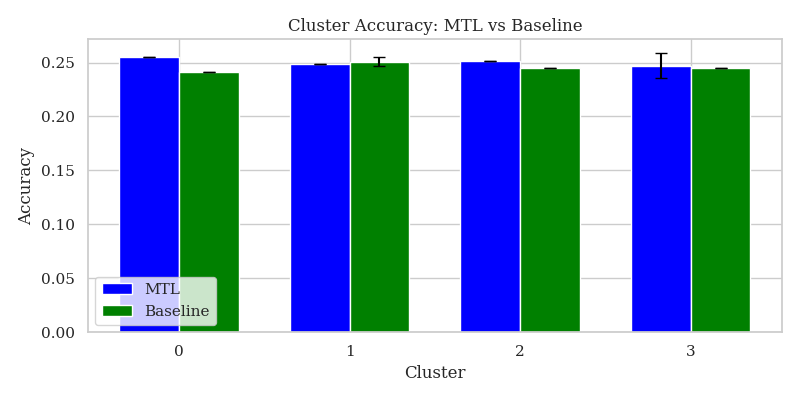 Cluster Accuracy: MTL vs Baseline
Accuracy
0.25
0.20
0.15
0.10
0.05
0.00
MTL
Baseline
0 1 2 3
Cluster